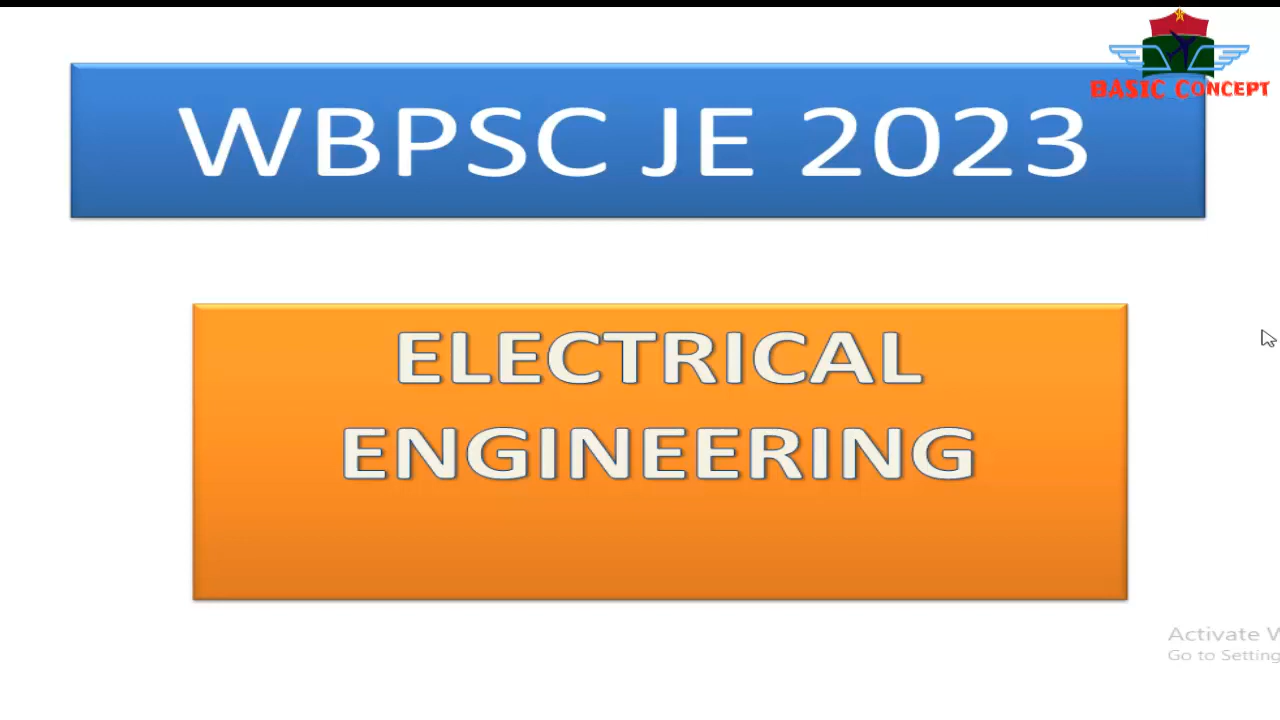 BASIC CONCEPT
WBPSC JE 2023
ELECTRICAL
ENGINEERING
Activate W
Go to Setting